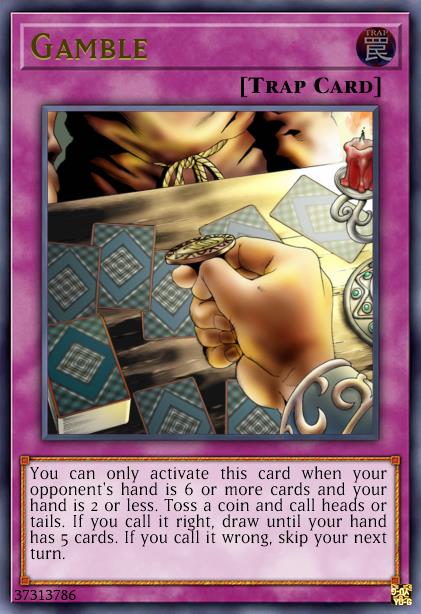 GAMBLE
TRAP
罠
[TRAP CARD]
You can only activate this card when your
opponent's hand is 6 or more cards and your
hand is 2 or less. Toss a coin and call heads or
tails. If you call it right, draw until your hand
has 5 cards. If you call it wrong, skip your next
turn.
37313786